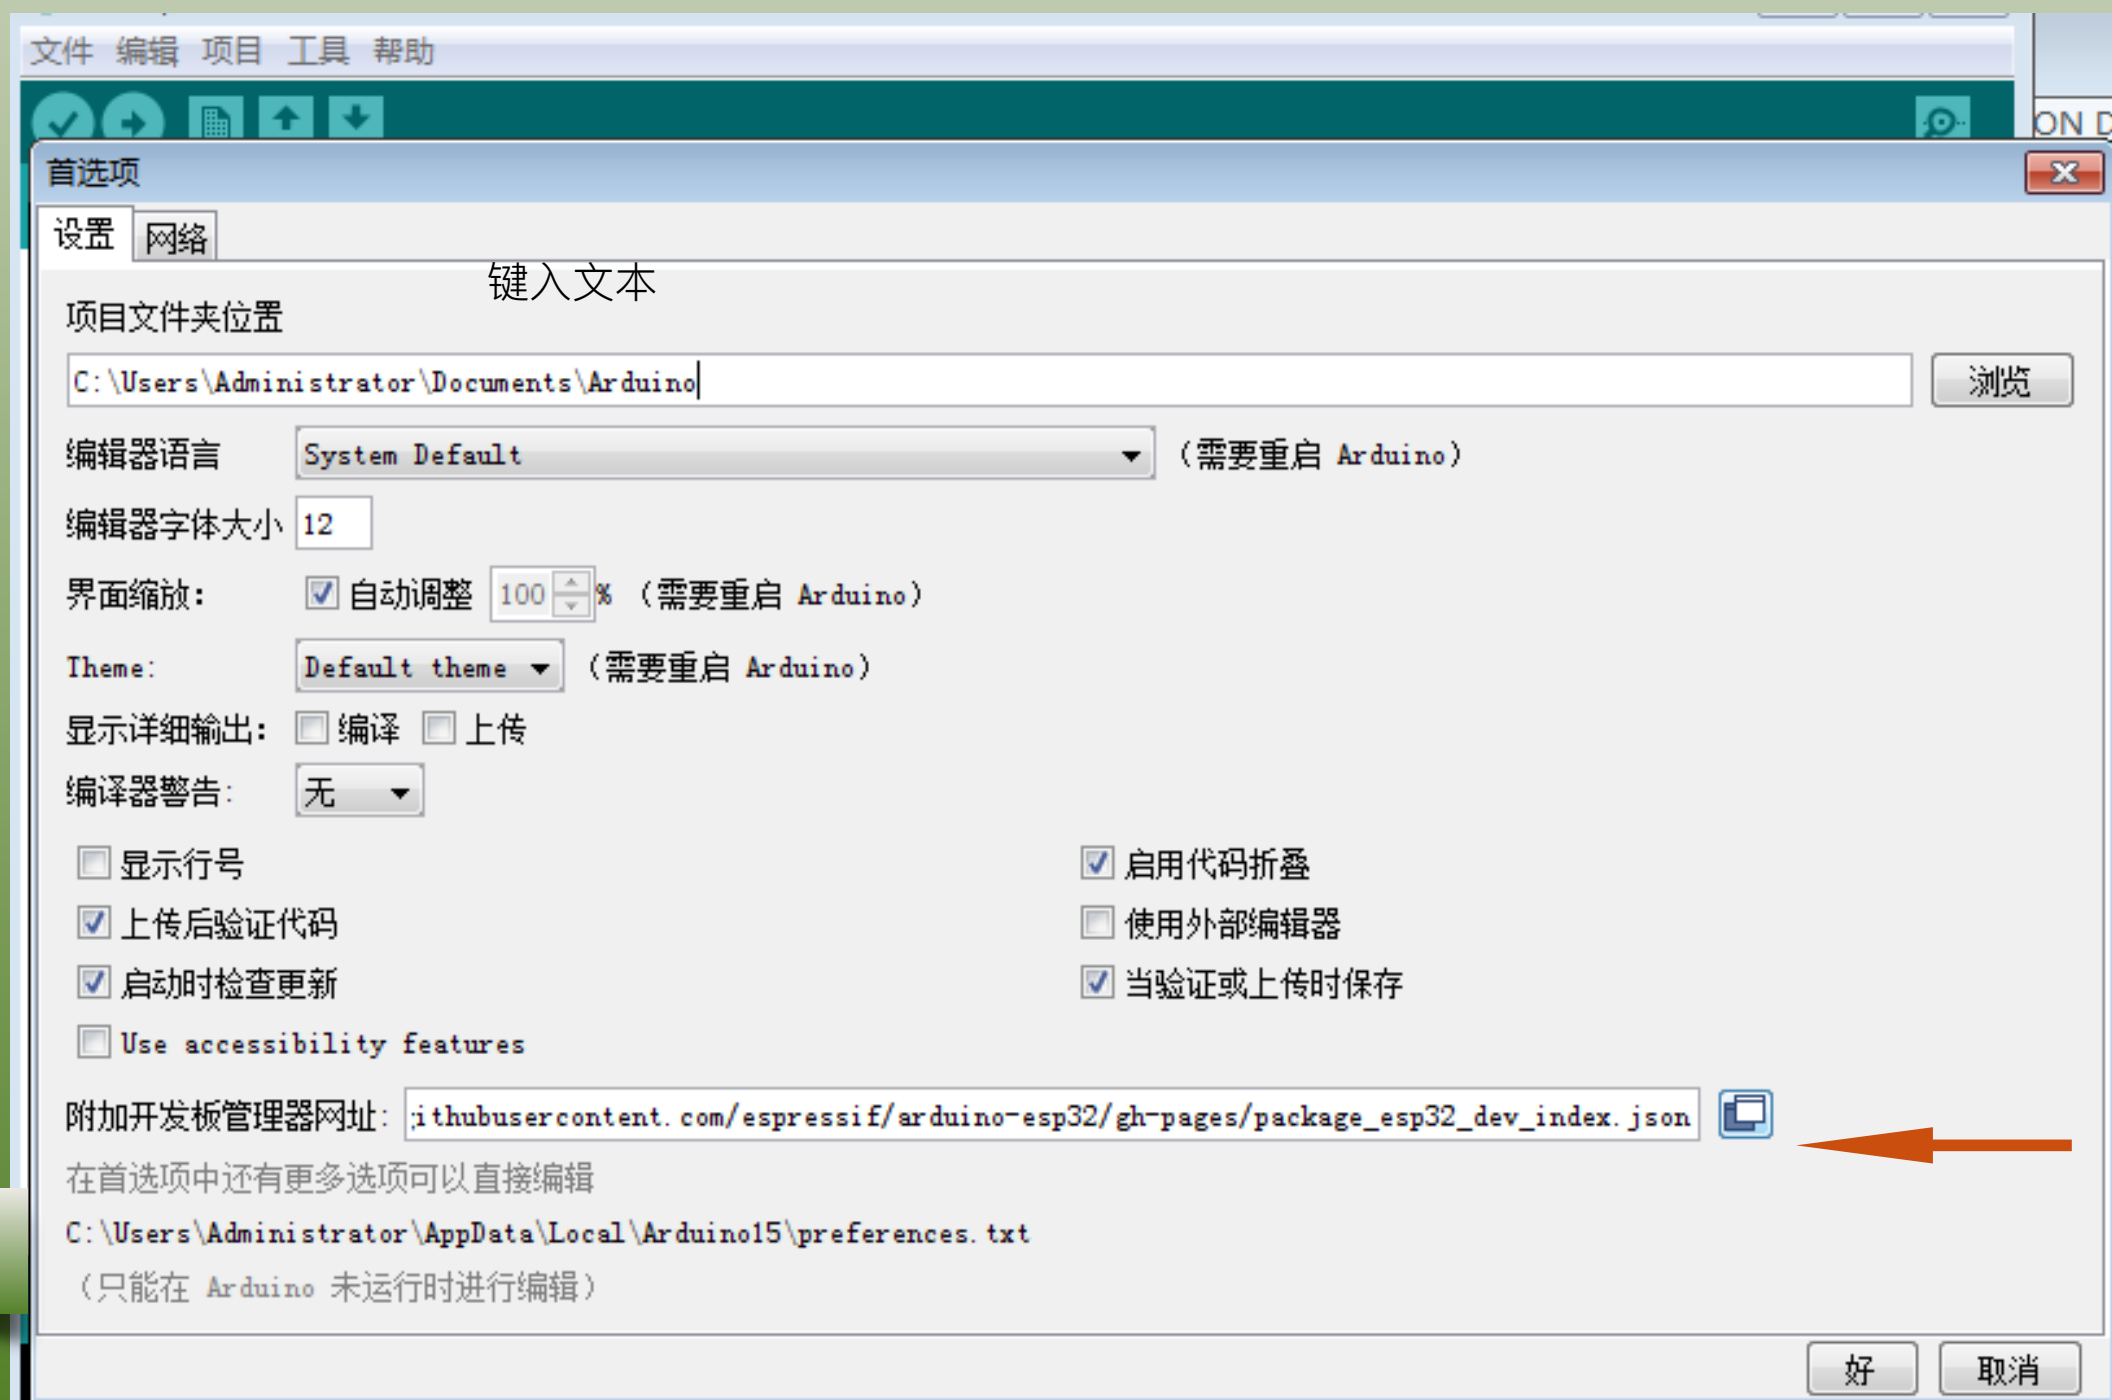 文件 编辑 项目 工具 帮助
ON D
首选项
设置 网络
键入文本
项目文件夹位置
C:\Users\Administrator\Documents\Arduino 浏览
编辑器语言 System Default (需要重启 Arduino)
编辑器字体大小 12
界面缩放: 自动调整 100 % (需要重启 Arduino)
Theme: Default theme (需要重启 Arduino)
显示详细输出: 编译 上传
编译器警告: 无
显示行号 启用代码折叠
上传后验证代码 使用外部编辑器
启动时检查更新 当验证或上传时保存
Use accessibility features
附加开发板管理器网址: ithubusercontent.com/espressif/arduino-esp32/gh-pages/package_esp32_dev_index.json
在首选项中还有更多选项可以直接编辑
C:\Users\Administrator\AppData\Local\Arduino15\preferences.txt
(只能在 Arduino 未运行时进行编辑)
好 取消